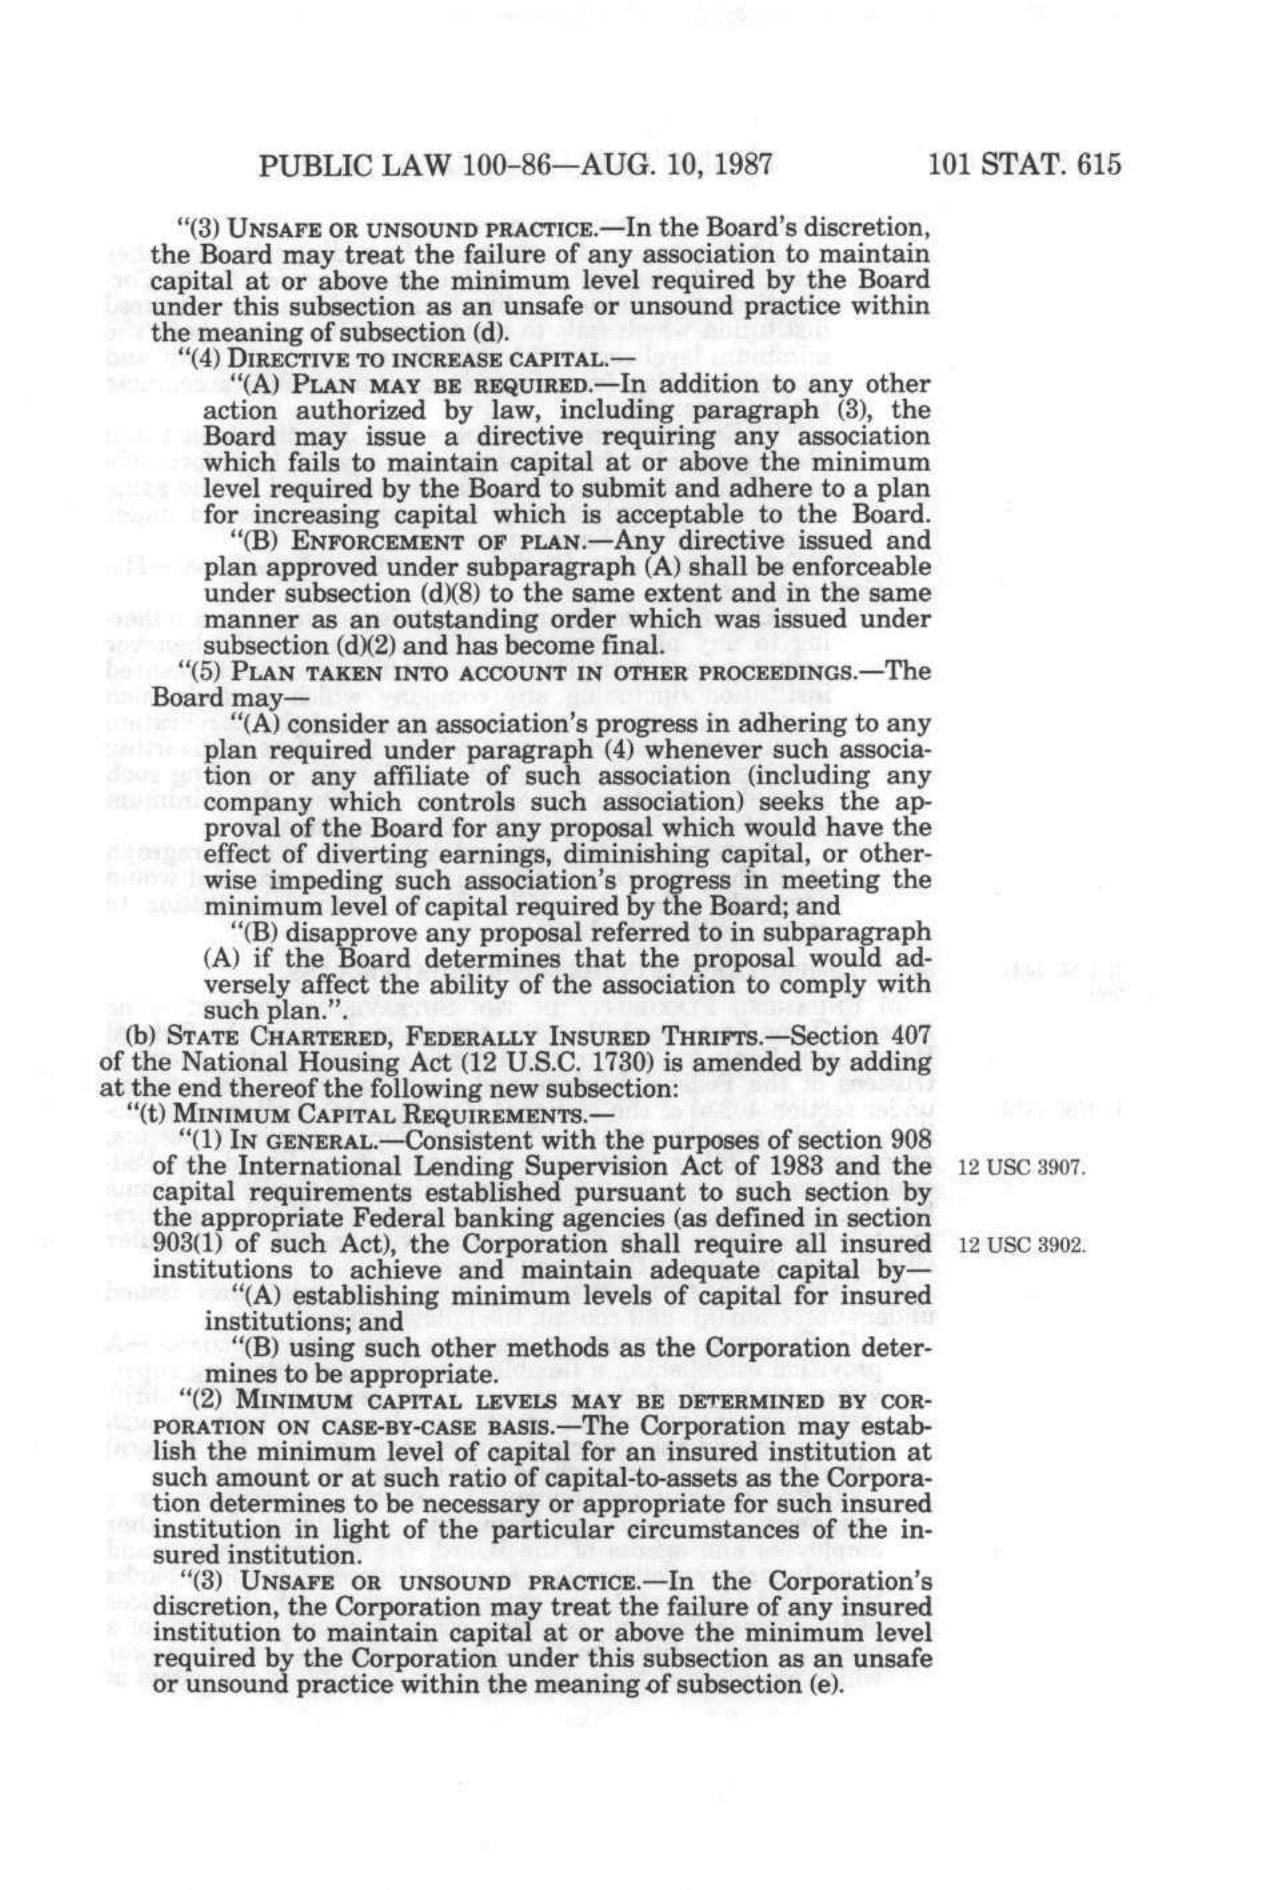 PUBLIC LAW 100-86—AUG. 10, 1987 101 STAT. 615
“(3) UNSAFE OR UNSOUND PRACTICE.—In the Board's discretion,
the Board may treat the failure of any association to maintain
capital at or above the minimum level required by the Board
under this subsection as an unsafe or unsound practice within
the meaning of subsection (d).
“(4) DIRECTIVE TO INCREASE CAPITAL.—
“(A) PLAN MAY BE REQUIRED.—In addition to any other
action authorized by law, including paragraph (3), the
Board may issue a directive requiring any association
which fails to maintain capital at or above the minimum
level required by the Board to submit and adhere to a plan
for increasing capital which is acceptable to the Board.
“(B) ENFORCEMENT OF PLAN.—Any directive issued and
plan approved under subparagraph (A) shall be enforceable
under subsection (d)(8) to the same extent and in the same
manner as an outstanding order which was issued under
subsection (d)(2) and has become final.
“(5) PLAN TAKEN INTO ACCOUNT IN OTHER PROCEEDINGS.—The
Board may—
“(A) consider an association's progress in adhering to any
plan required under paragraph (4) whenever such associa-
tion or any affiliate of such association (including any
company which controls such association) seeks the ap-
proval of the Board for any proposal which would have the
effect of diverting earnings, diminishing capital, or other-
wise impeding such association's progress in meeting the
minimum level of capital required by the Board; and
“(B) disapprove any proposal referred to in subparagraph
(A) if the Board determines that the proposal would ad-
versely affect the ability of the association to comply with
such plan.”.
(b) STATE CHARTERED, FEDERALLY INSURED THRIFTS.—Section 407
of the National Housing Act (12 U.S.C. 1730) is amended by adding
at the end thereof the following new subsection:
“(t) MINIMUM CAPITAL REQUIREMENTS.—
“(1) IN GENERAL.—Consistent with the purposes of section 908
of the International Lending Supervision Act of 1983 and the 12 USC 3907.
capital requirements established pursuant to such section by
the appropriate Federal banking agencies (as defined in section
903(1) of such Act), the Corporation shall require all insured 12 USC 3902.
institutions to achieve and maintain adequate capital by—
“(A) establishing minimum levels of capital for insured
institutions; and
“(B) using such other methods as the Corporation deter-
mines to be appropriate.
“(2) MINIMUM CAPITAL LEVELS MAY BE DETERMINED BY COR-
PORATION ON CASE-BY-CASE BASIS.—The Corporation may estab-
lish the minimum level of capital for an insured institution at
such amount or at such ratio of capital-to-assets as the Corpora-
tion determines to be necessary or appropriate for such insured
institution in light of the particular circumstances of the in-
sured institution.
“(3) UNSAFE OR UNSOUND PRACTICE.—In the Corporation's
discretion, the Corporation may treat the failure of any insured
institution to maintain capital at or above the minimum level
required by the Corporation under this subsection as an unsafe
or unsound practice within the meaning of subsection (e).